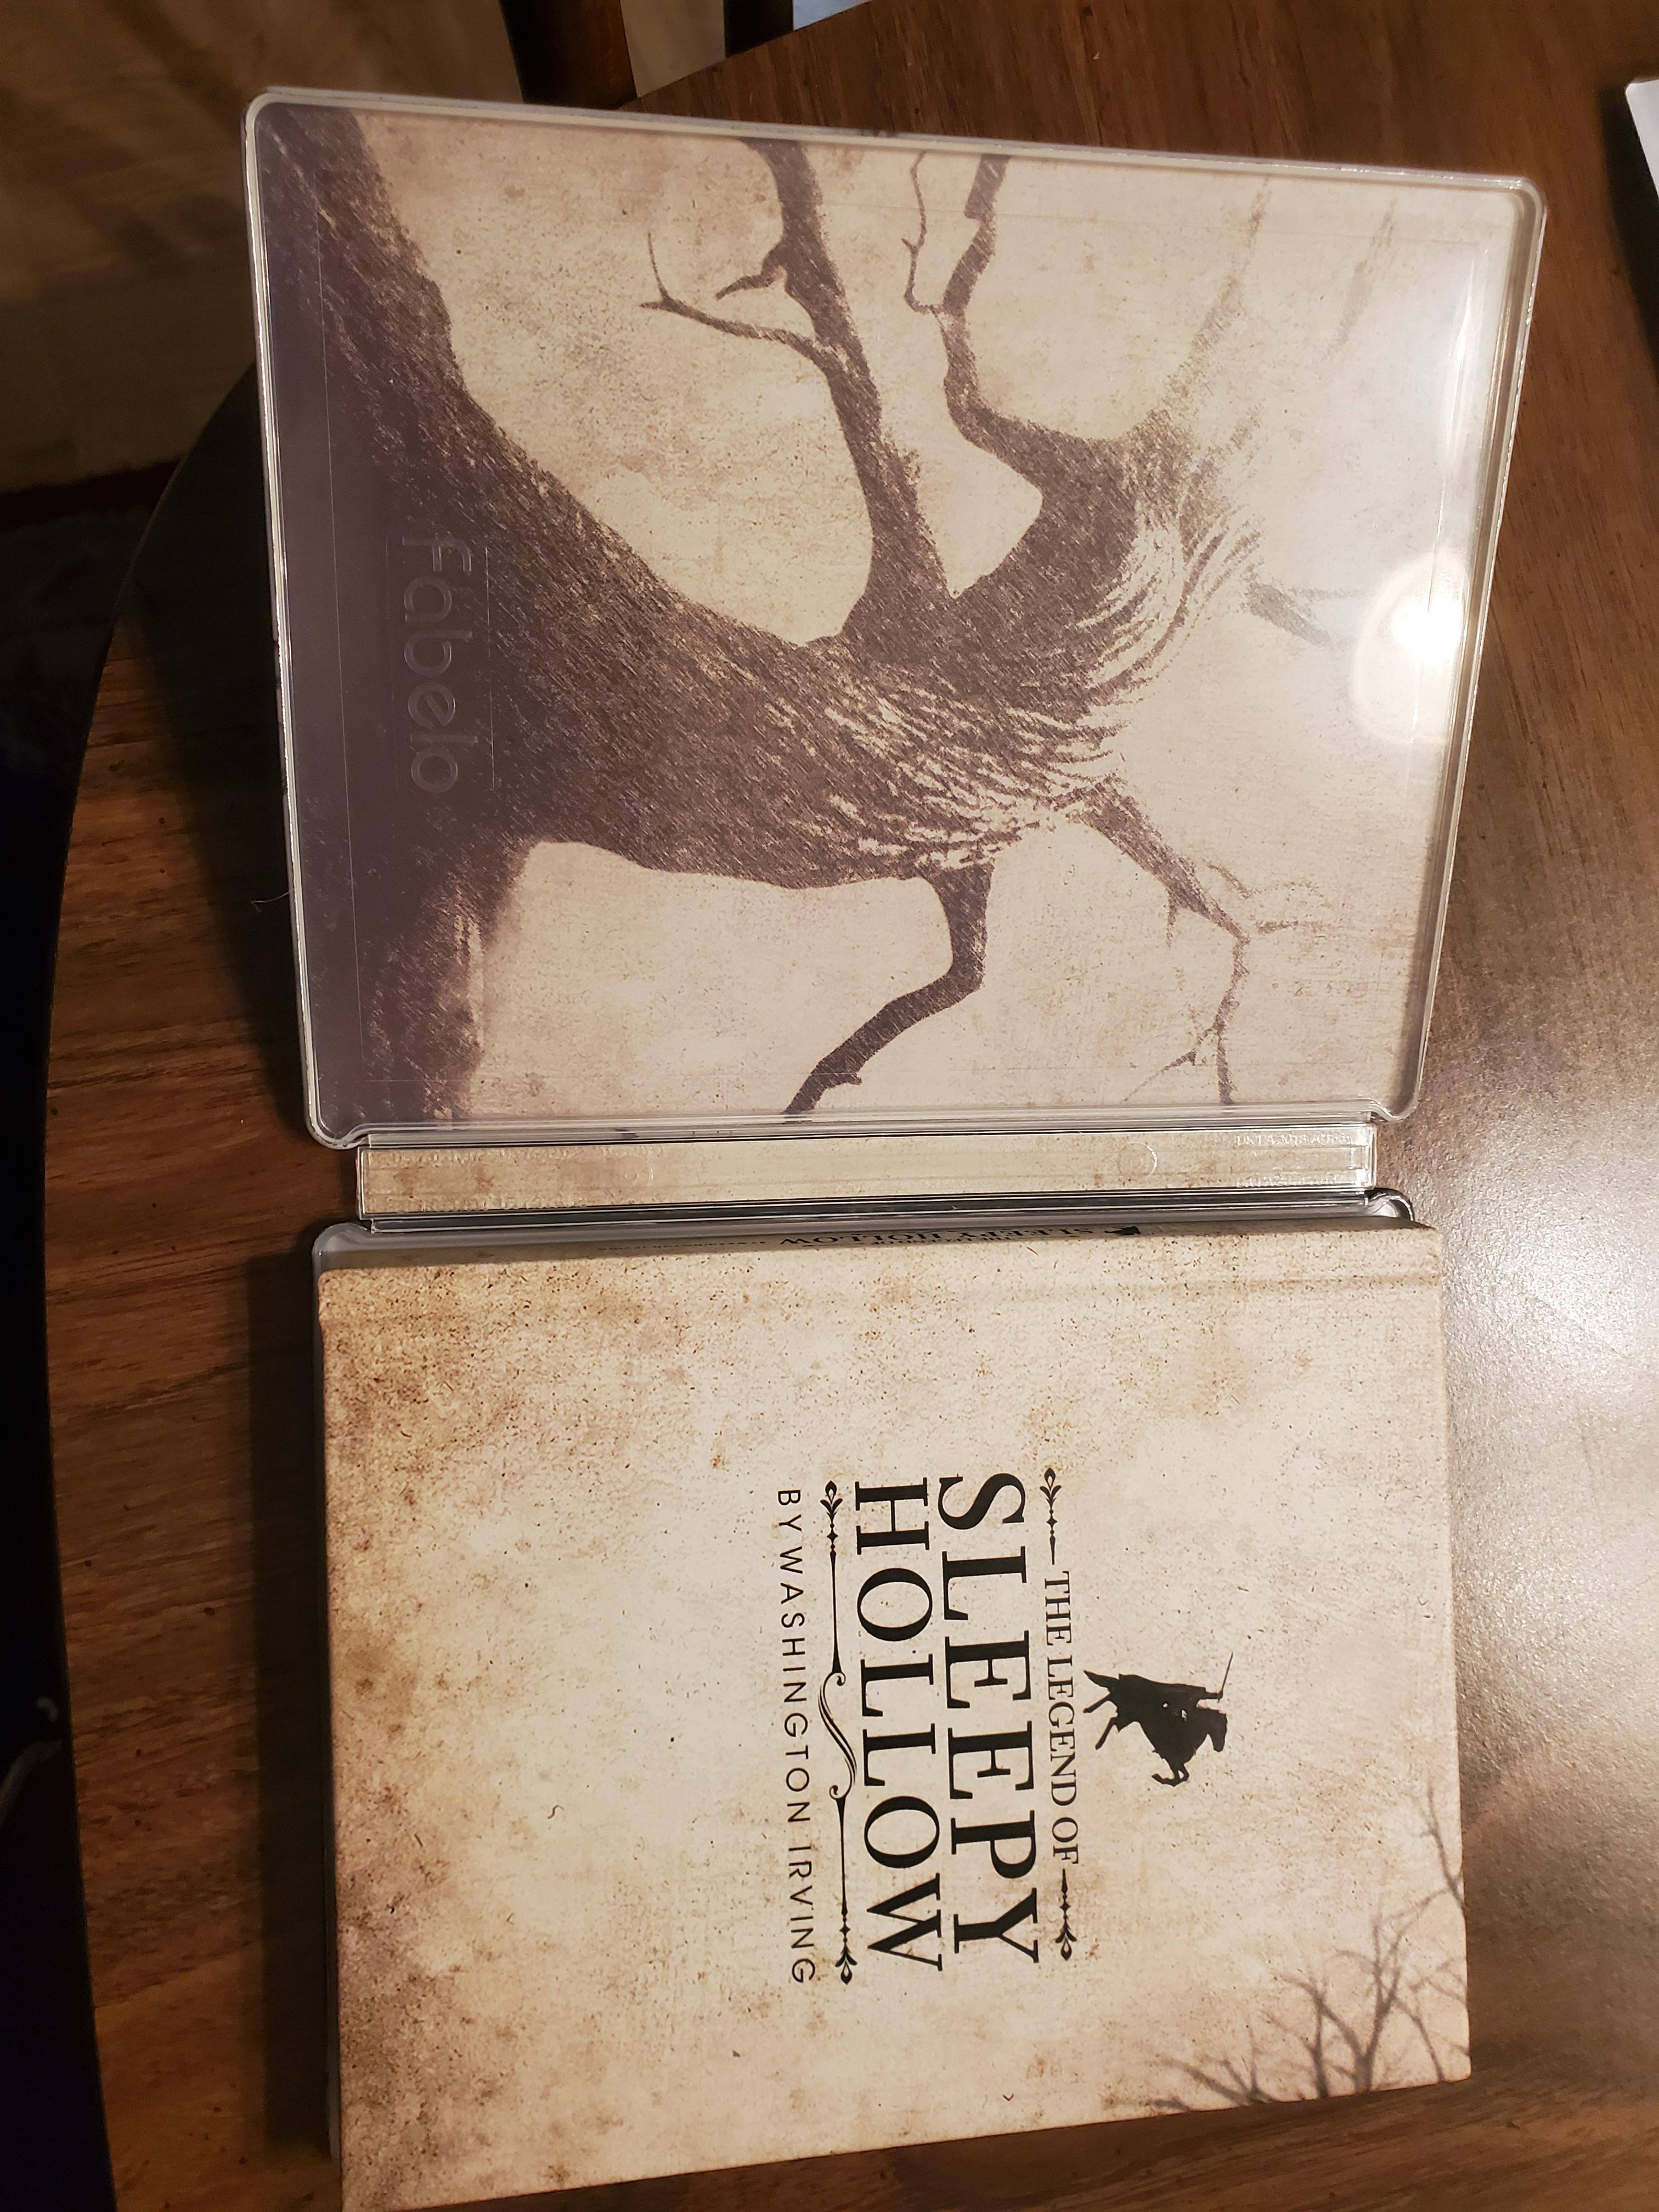 fabelo
SLEEPY HOLLOW
THE LEGEND OF
SLEEPY
HOLLOW
BY WASHINGTON IRVING